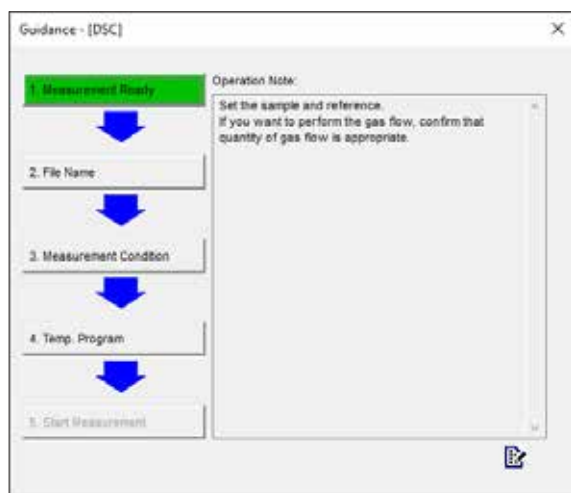 Guidance - [DSC]
1. Measurement Ready
2. File Name
3. Measurement Condition
4. Temp. Program
5. Start Measurement
Operation Note:
Set the sample and reference.
If you want to perform the gas flow, confirm that
quantity of gas flow is appropriate.